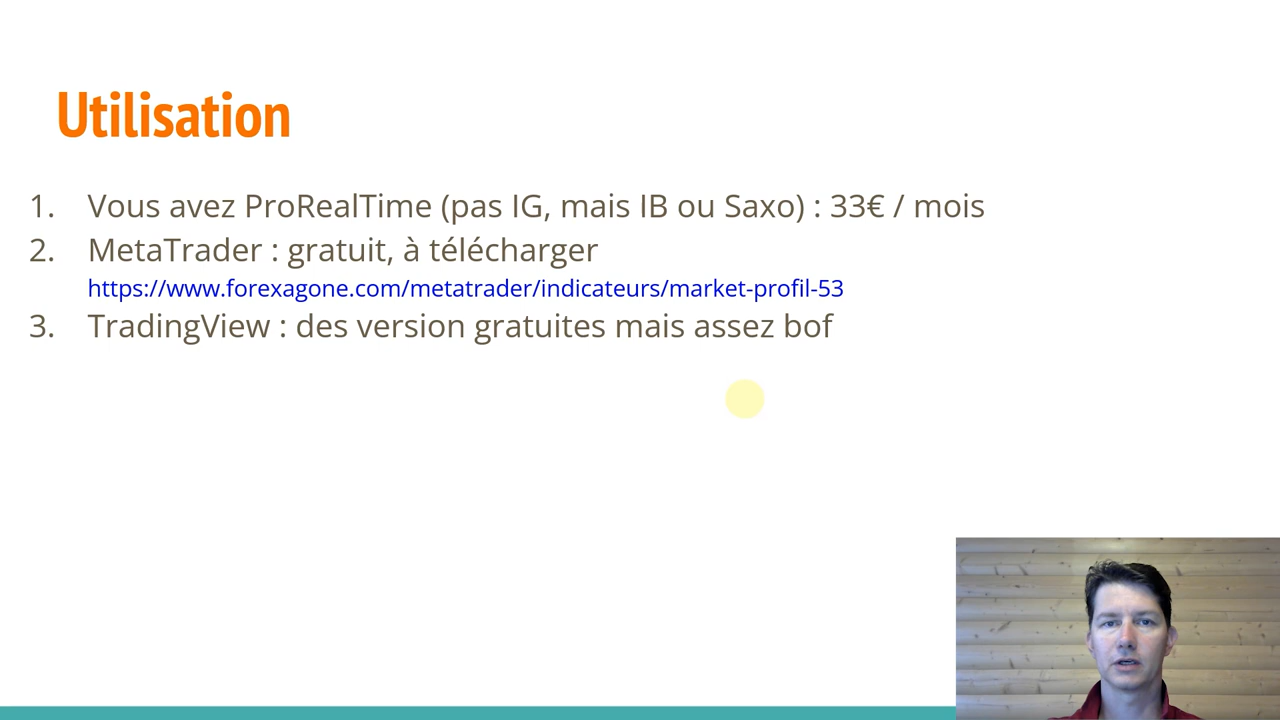 Utilisation
1. Vous avez ProRealTime (pas IG, mais IB ou Saxo) : 33€ / mois
2. MetaTrader : gratuit, à télécharger
https://www.forexagone.com/metatrader/indicateurs/market-profil-53
3. TradingView : des version gratuites mais assez bof